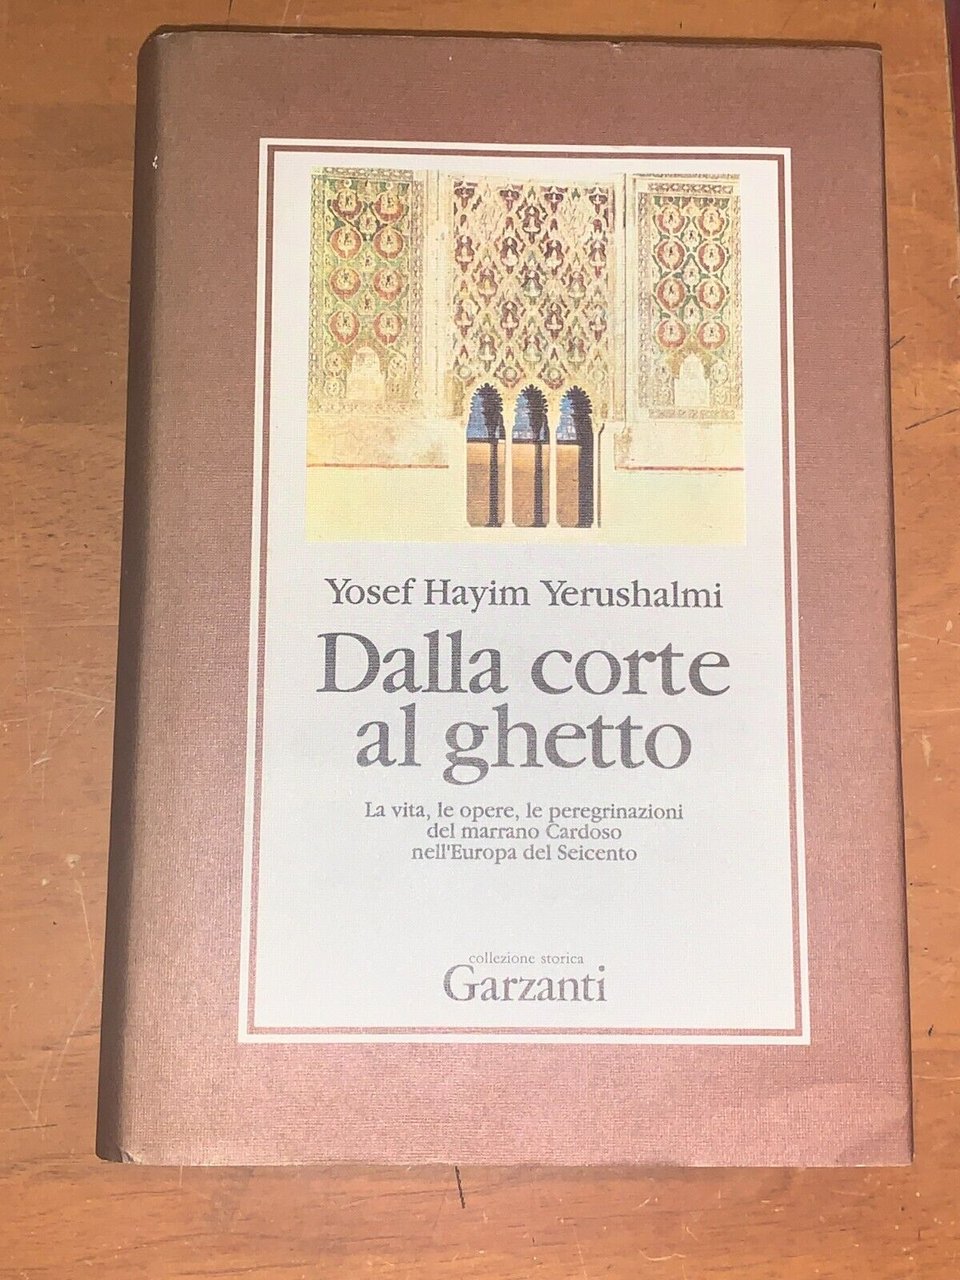 Yosef Hayim Yerushalmi
Dalla corte
al ghetto
La vita, le opere, le peregrinazioni
del marrano Cardoso
nell'Europa del Seicento
collezione storica
Garzanti